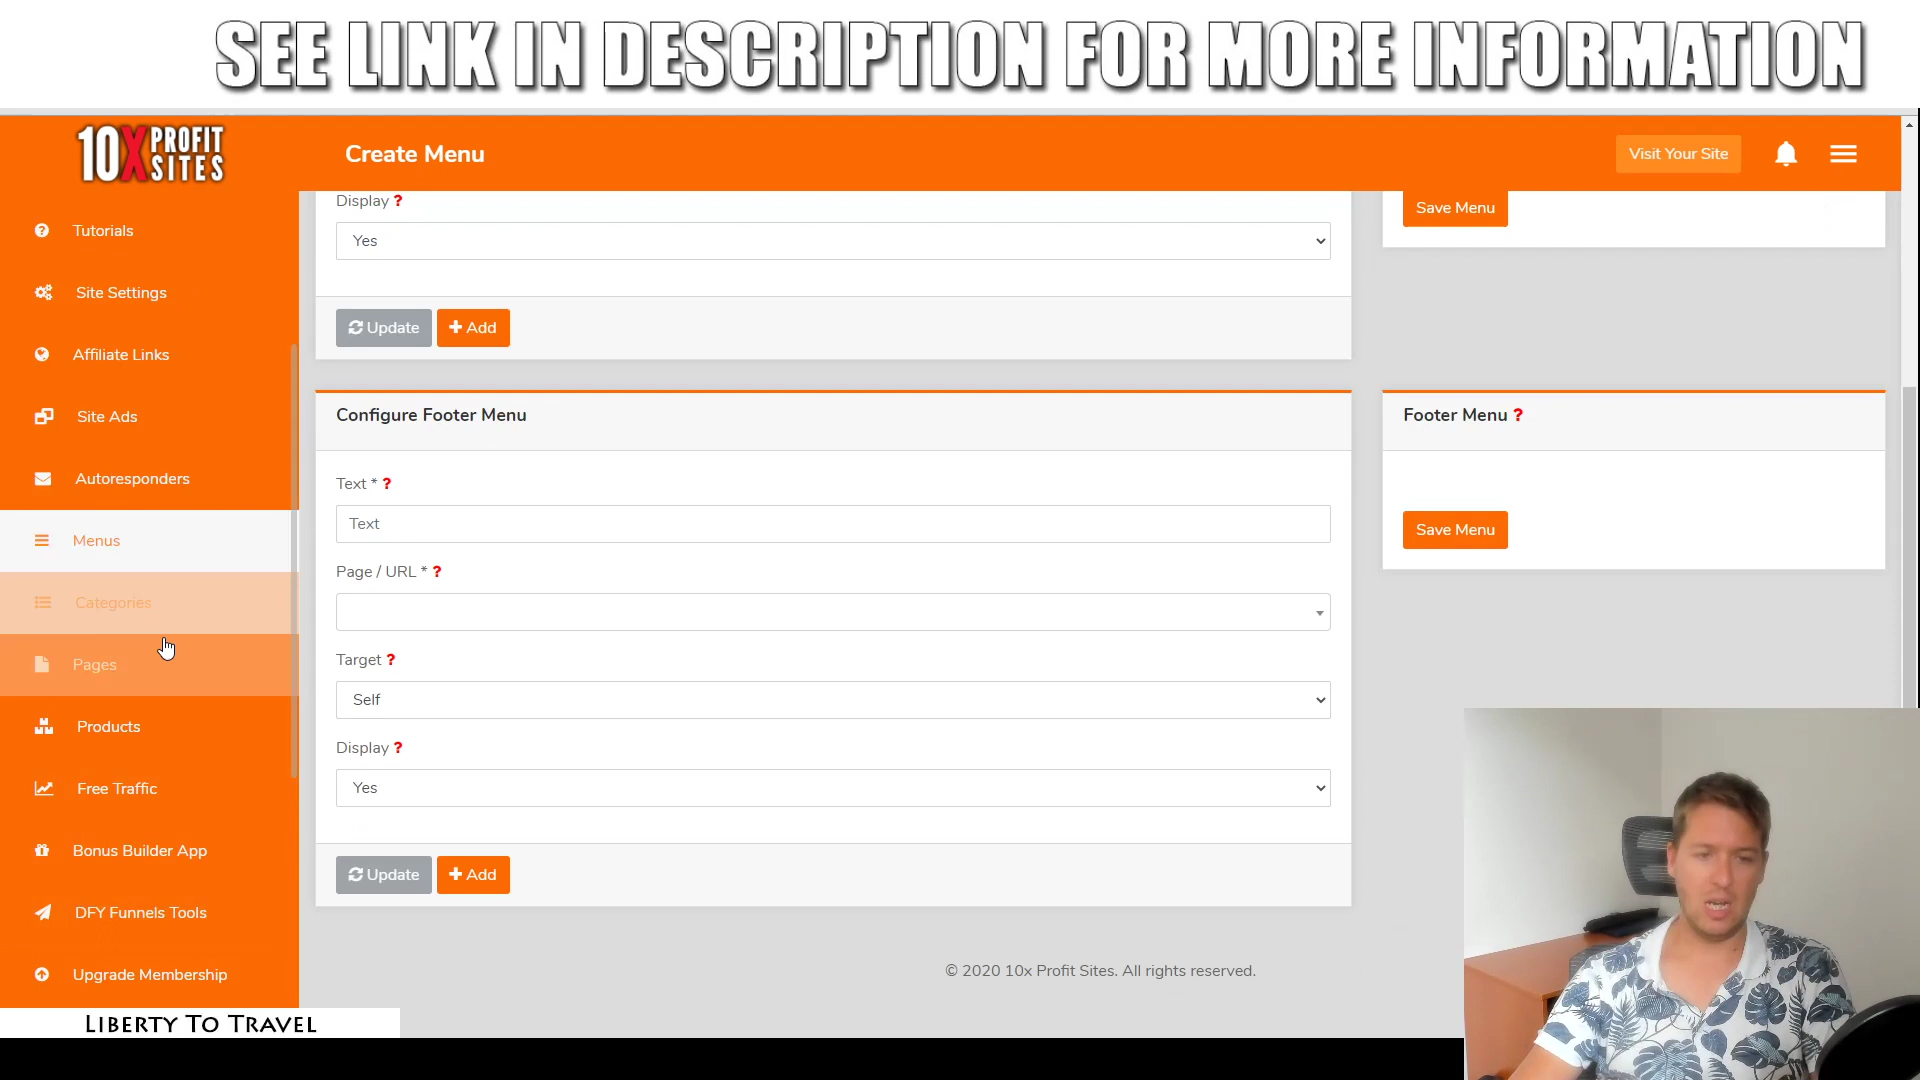 SEE LINK IN DESCRIPTION FOR MORE INFORMATION
10X PROFIT SITES
Create Menu
Visit Your Site
Tutorials
Site Settings
Affiliate Links
Site Ads
Autoresponders
Menus
Categories
Pages
Products
Free Traffic
Bonus Builder App
DFY Funnels Tools
Upgrade Membership
Display ?
Yes
Update
+ Add
Save Menu
Configure Footer Menu
Text * ?
Text
Page / URL * ?
Target ?
Self
Display ?
Yes
Update
+ Add
Footer Menu ?
Save Menu
© 2020 10x Profit Sites. All rights reserved.
LIBERTY TO TRAVEL